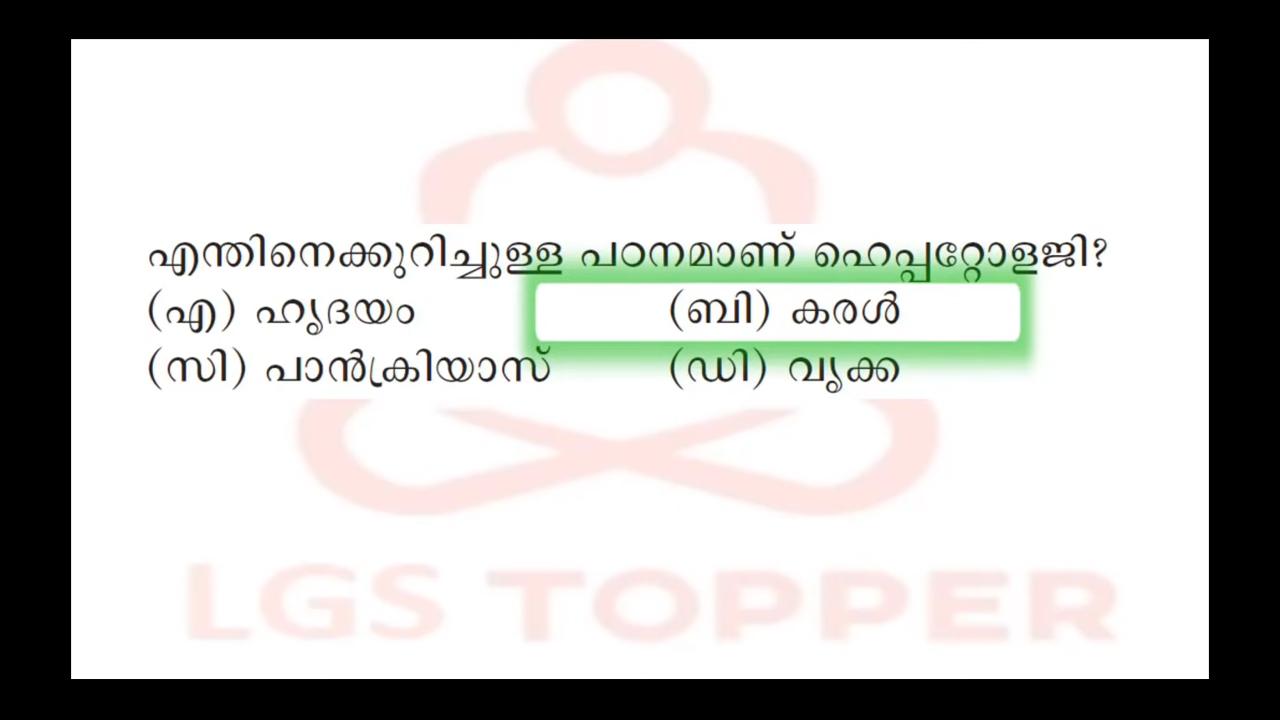 എന്തിനെക്കുറിച്ചുള്ള പഠനമാണ് ഹെപ്പറ്റോളജി?
(എ) ഹൃദയം (ബി) കരൾ
(സി) പാൻക്രിയാസ് (ഡി) വൃക്ക
LGS TOPPER